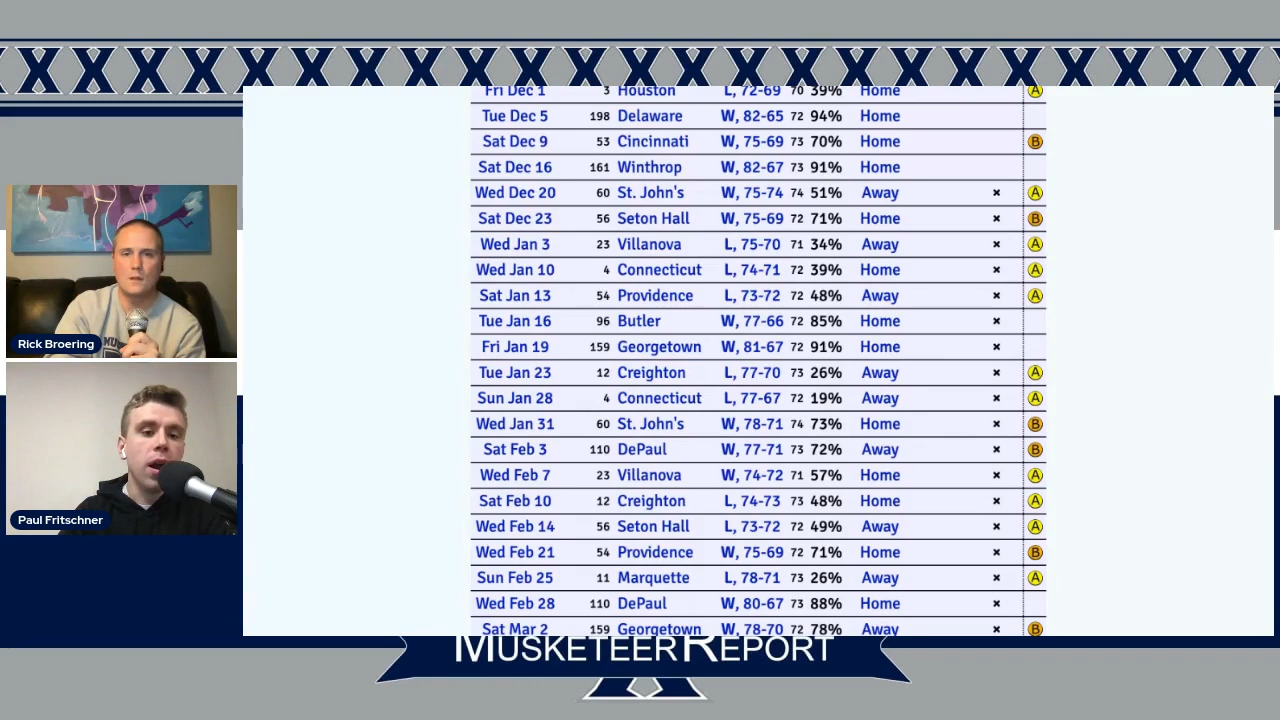 X X X X X X X X X X X X X X X X X X X X X X X
Fri Dec 1 3 Houston L, 72-69 70 39% Home A
Tue Dec 5 198 Delaware W, 82-65 72 94% Home
Sat Dec 9 53 Cincinnati W, 75-69 73 70% Home B
Sat Dec 16 161 Winthrop W, 82-67 73 91% Home
Wed Dec 20 60 St. John's W, 75-74 74 51% Away × A
Sat Dec 23 56 Seton Hall W, 75-69 72 71% Home × B
Wed Jan 3 23 Villanova L, 75-70 71 34% Away × A
Wed Jan 10 4 Connecticut L, 74-71 72 39% Home × A
Sat Jan 13 54 Providence L, 73-72 72 48% Away × A
Tue Jan 16 96 Butler W, 77-66 72 85% Home ×
Fri Jan 19 159 Georgetown W, 81-67 72 91% Home ×
Tue Jan 23 12 Creighton L, 77-70 73 26% Away × A
Sun Jan 28 4 Connecticut L, 77-67 72 19% Away × A
Wed Jan 31 60 St. John's W, 78-71 74 73% Home × B
Sat Feb 3 110 DePaul W, 77-71 73 72% Away × B
Wed Feb 7 23 Villanova W, 74-72 71 57% Home × A
Sat Feb 10 12 Creighton L, 74-73 73 48% Home × A
Wed Feb 14 56 Seton Hall L, 73-72 72 49% Away × A
Wed Feb 21 54 Providence W, 75-69 72 71% Home × B
Sun Feb 25 11 Marquette L, 78-71 73 26% Away × A
Wed Feb 28 110 DePaul W, 80-67 73 88% Home ×
Sat Mar 2 159 Georgetown W, 78-70 72 78% Away × B
Rick Broering
Paul Fritschner
MUSKETEERREPORT
X